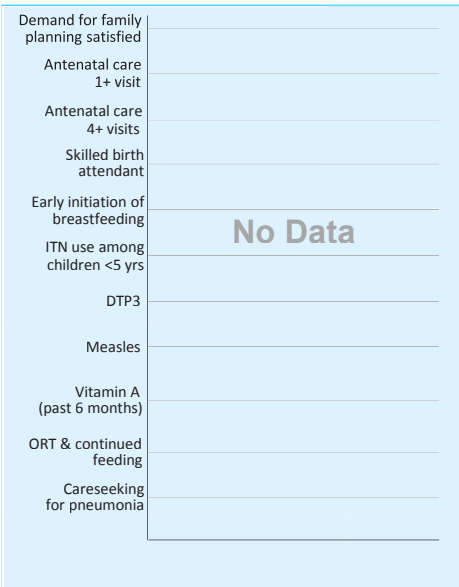 Demand for family
planning satisfied
Antenatal care
1+ visit
Antenatal care
4+ visits
Skilled birth
attendant
Early initiation of
breastfeeding
No Data
ITN use among
children <5 yrs
DTP3
Measles
Vitamin A
(past 6 months)
ORT & continued
feeding
Careseeking
for pneumonia